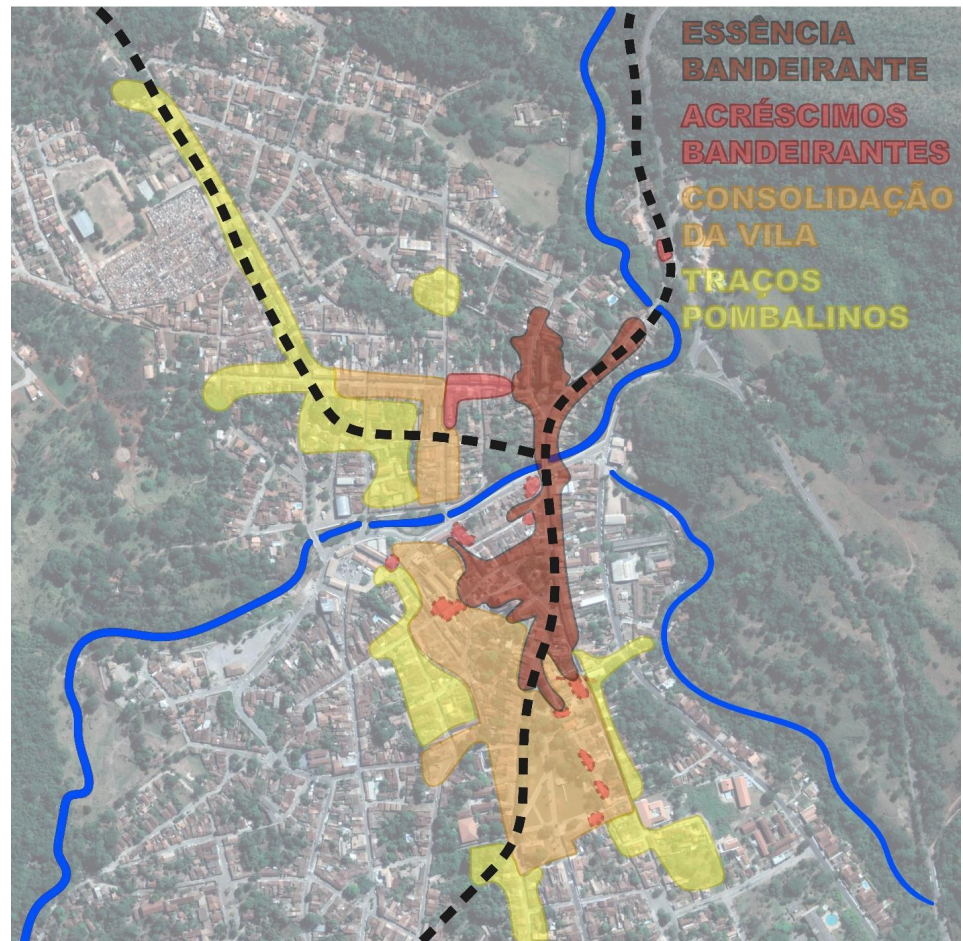 ESSÊNCIA
BANDEIRANTE
ACRÉSCIMOS
BANDEIRANTES
CONSOLIDAÇÃO
DA VILA
TRAÇOS
POMBALINOS